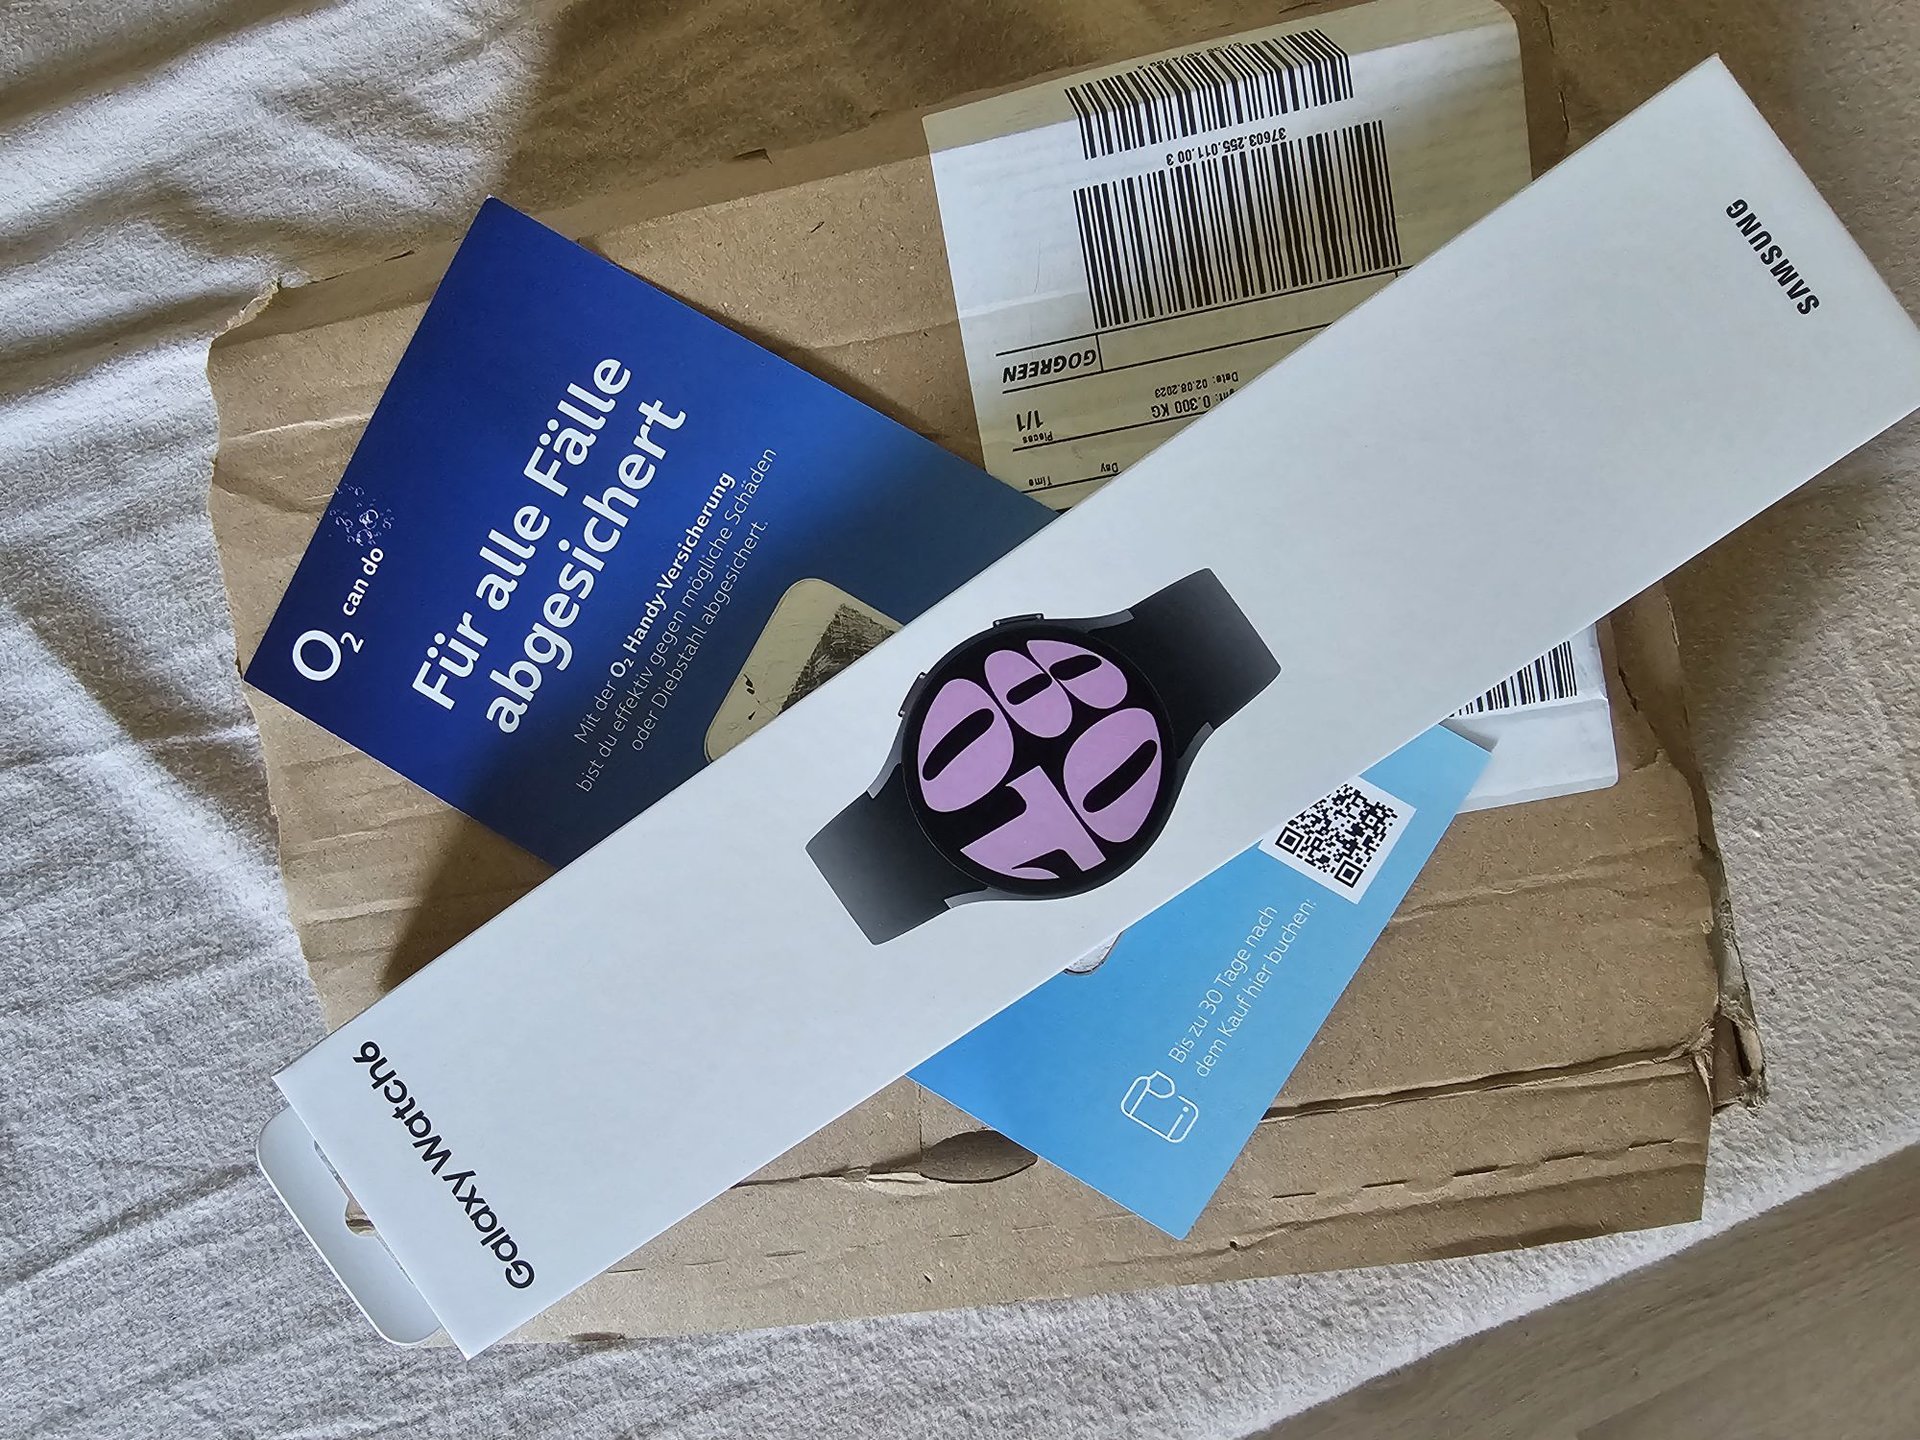 O₂ can do
Für alle Fälle
abgesichert
Mit der O₂ Handy-Versicherung
bist du effektiv gegen mögliche Schäden
oder Diebstahl abgesichert.
SAMSUNG
Galaxy Watch6
Bis zu 30 Tage nach
dem Kauf hier buchen:
37603.255.011.00 3
GOGREEN
Date: 02.08.2023
0.300 KG
Pieces
1/1
Day
Time